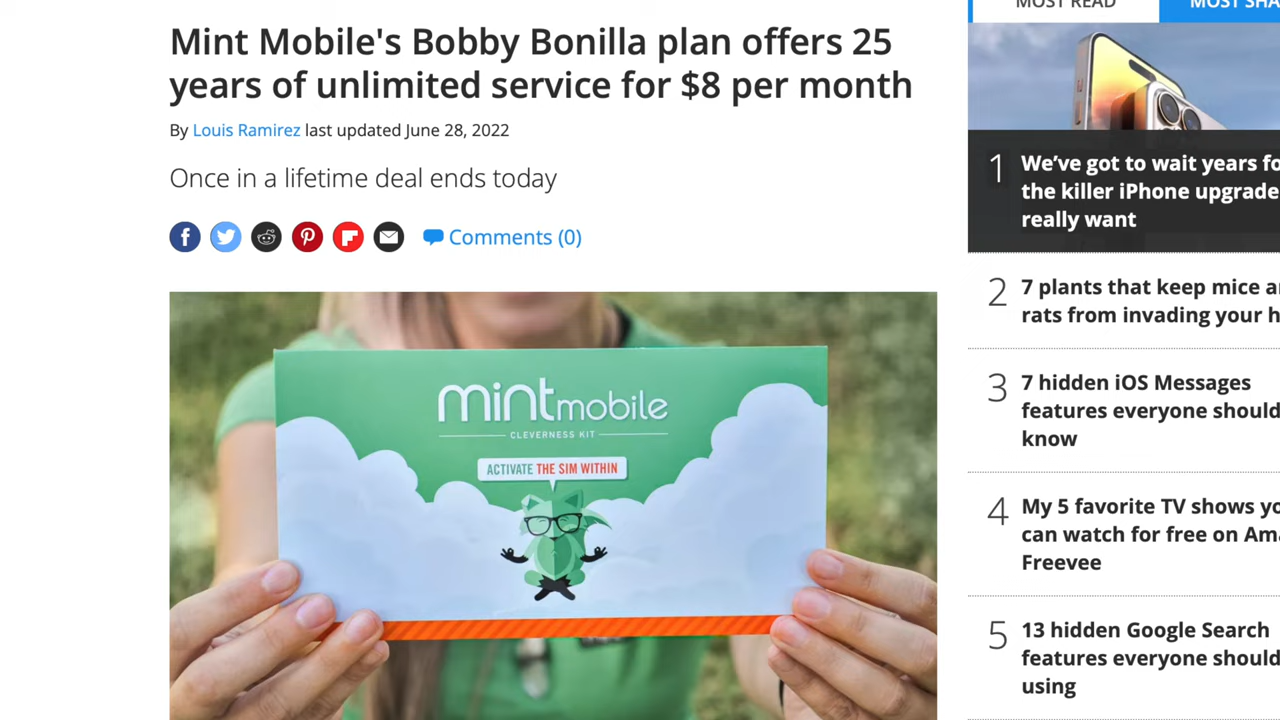 Mint Mobile's Bobby Bonilla plan offers 25
years of unlimited service for $8 per month
By Louis Ramirez last updated June 28, 2022
Once in a lifetime deal ends today
Comments (0)
mintmobile
CLEVERNESS KIT
ACTIVATE THE SIM WITHIN
MOST READ
MOST SHA
1
We've got to wait years fo
the killer iPhone upgrade
really want
2
7 plants that keep mice a
rats from invading your h
3
7 hidden iOS Messages
features everyone should
know
4
My 5 favorite TV shows yo
can watch for free on Am
Freevee
5
13 hidden Google Search
features everyone should
using